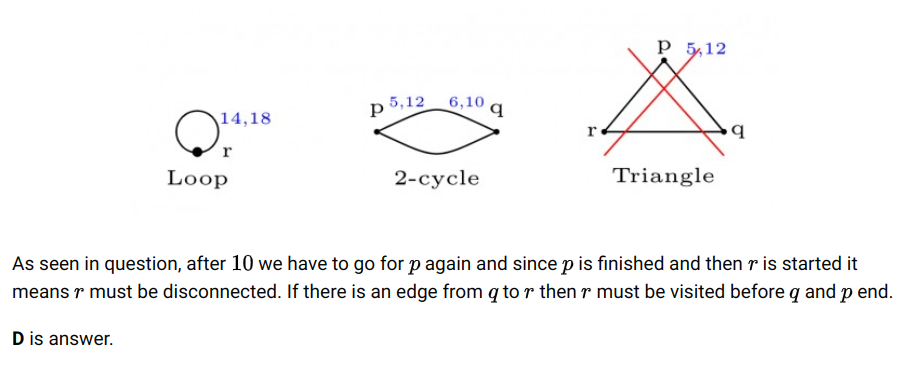 p 5,12
14,18
p 5,12 6,10 q
r q
r
Loop 2-cycle Triangle
As seen in question, after 10 we have to go for p again and since p is finished and then r is started it
means r must be disconnected. If there is an edge from q to r then r must be visited before q and p end.
D is answer.